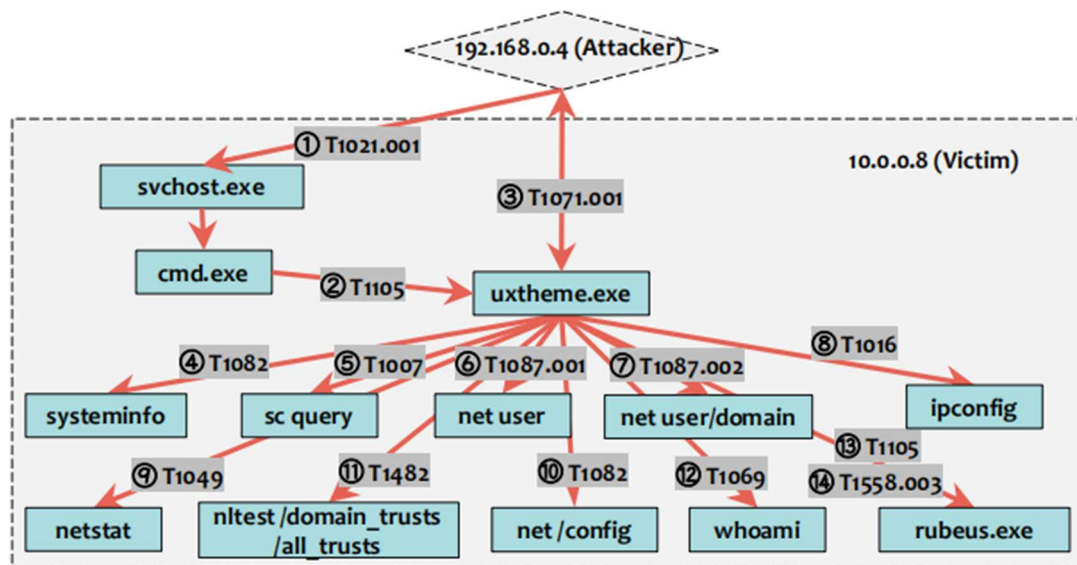 192.168.0.4 (Attacker)
① T1021.001
10.0.0.8 (Victim)
svchost.exe
③ T1071.001
cmd.exe
② T1105
uxtheme.exe
④ T1082
⑤ T1007
⑥ T1087.001
⑦ T1087.002
⑧ T1016
systeminfo
sc query
net user
net user/domain
ipconfig
⑬ T1105
⑨ T1049
⑪ T1482
⑩ T1082
⑫ T1069
⑭ T1558.003
netstat
nltest /domain_trusts
/all_trusts
net /config
whoami
rubeus.exe